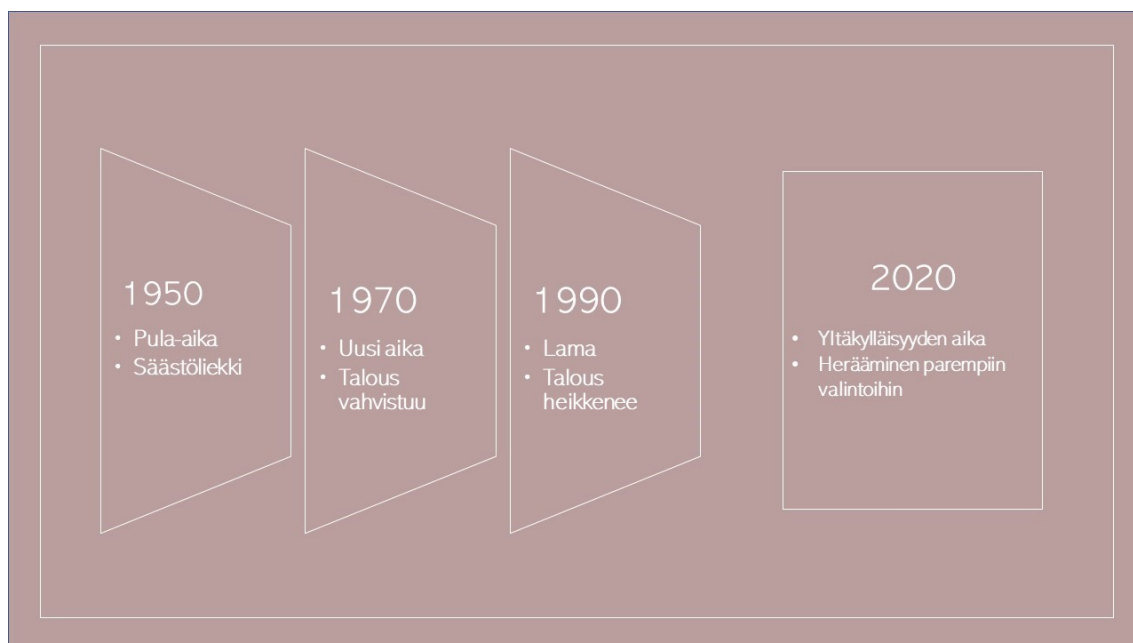 1950
• Pula-aika
• Säästöliekki
1970
• Uusi aika
• Talous
vahvistuu
1990
• Lama
• Talous
heikkenee
2020
• Yltäkylläisyyden aika
• Herääminen parempiin
valintoihin